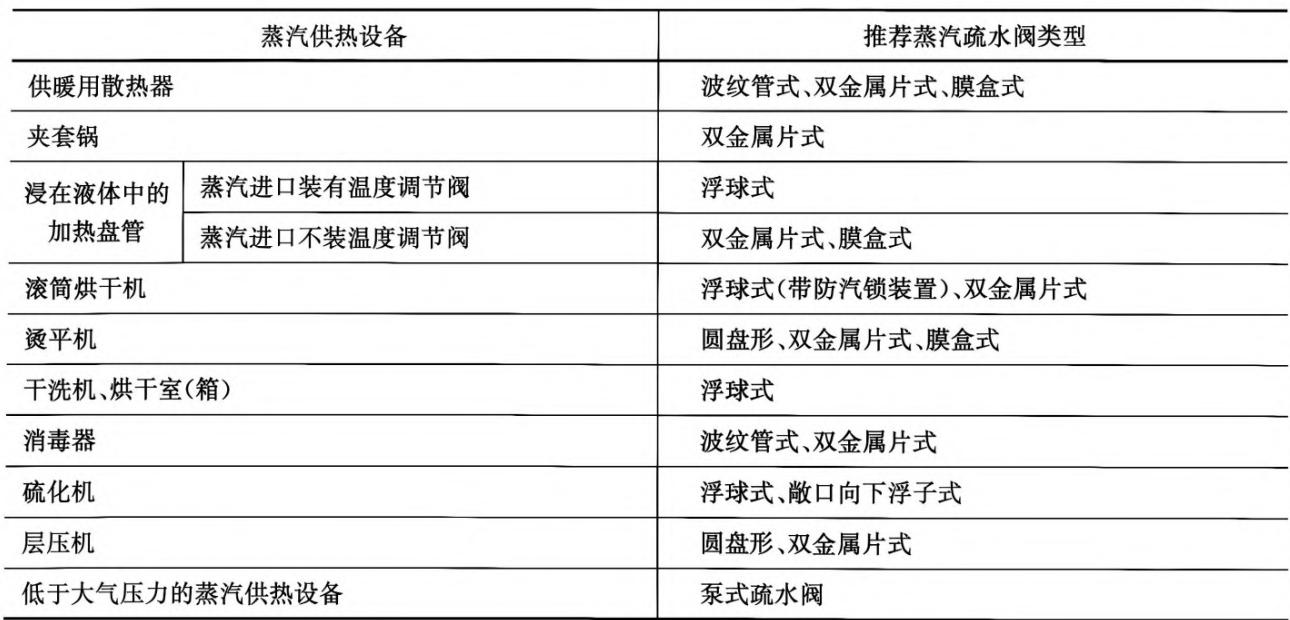 蒸汽供热设备 推荐蒸汽疏水阀类型
供暖用散热器 波纹管式、双金属片式、膜盒式
夹套锅 双金属片式
浸在液体中的
加热盘管
蒸汽进口装有温度调节阀 浮球式
蒸汽进口不装温度调节阀 双金属片式、膜盒式
滚筒烘干机 浮球式(带防汽锁装置)、双金属片式
烫平机 圆盘形、双金属片式、膜盒式
干洗机、烘干室(箱) 浮球式
消毒器 波纹管式、双金属片式
硫化机 浮球式、敞口向下浮子式
层压机 圆盘形、双金属片式
低于大气压力的蒸汽供热设备 泵式疏水阀